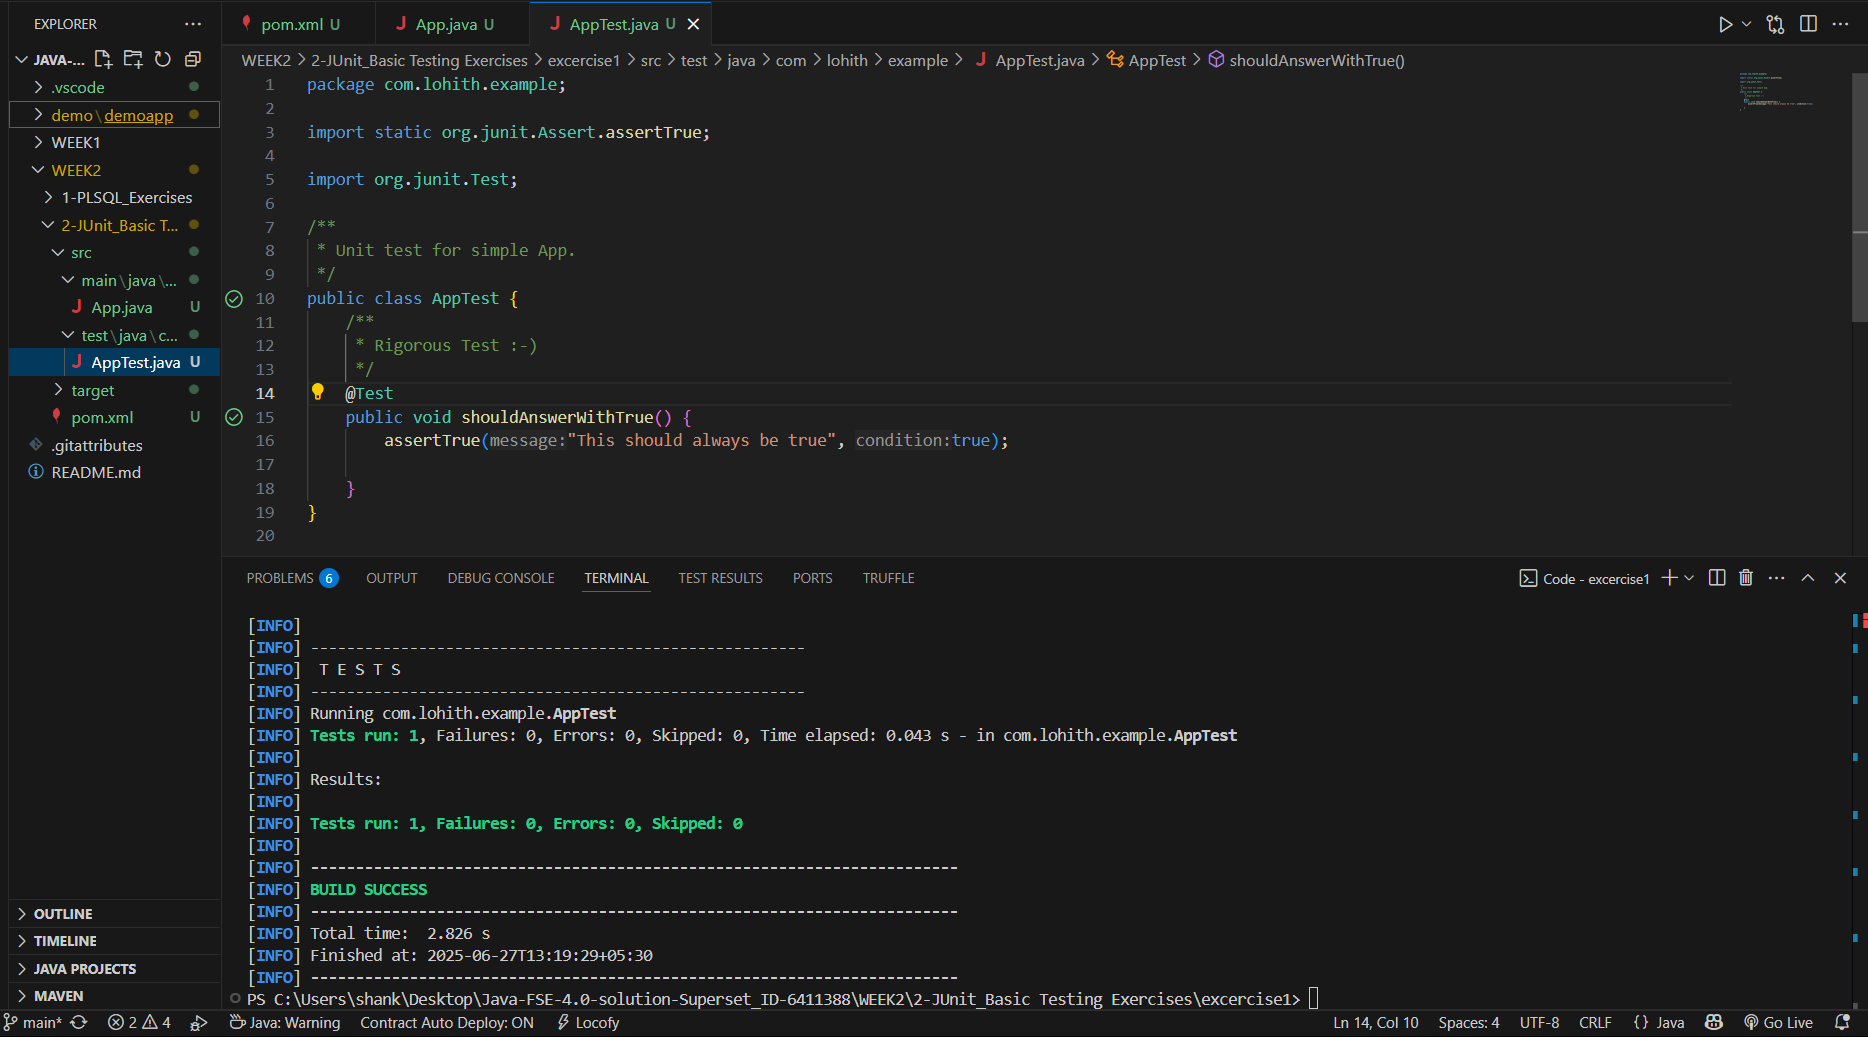 EXPLORER
JAVA-...
.vscode
demo\demoapp
WEEK1
WEEK2
1-PLSQL_Exercises
2-JUnit_Basic T...
src
main\java\...
App.java U
test\java\c...
AppTest.java U
target
pom.xml U
.gitattributes
README.md
OUTLINE
TIMELINE
JAVA PROJECTS
MAVEN
pom.xml U
App.java U
AppTest.java U
WEEK2 > 2-JUnit_Basic Testing Exercises > excercise1 > src > test > java > com > lohith > example > AppTest.java > AppTest > shouldAnswerWithTrue()
1 package com.lohith.example;
2
3 import static org.junit.Assert.assertTrue;
4
5 import org.junit.Test;
6
7 /**
8 * Unit test for simple App.
9 */
10 public class AppTest {
11 /**
12 * Rigorous Test :-)
13 */
14 @Test
15 public void shouldAnswerWithTrue() {
16 assertTrue(message:"This should always be true", condition:true);
17
18 }
19 }
20
PROBLEMS 6 OUTPUT DEBUG CONSOLE TERMINAL TEST RESULTS PORTS TRUFFLE
Code - excercise1
[INFO]
[INFO] -------------------------------------------------------
[INFO] T E S T S
[INFO] -------------------------------------------------------
[INFO] Running com.lohith.example.AppTest
[INFO] Tests run: 1, Failures: 0, Errors: 0, Skipped: 0, Time elapsed: 0.043 s - in com.lohith.example.AppTest
[INFO]
[INFO] Results:
[INFO]
[INFO] Tests run: 1, Failures: 0, Errors: 0, Skipped: 0
[INFO]
[INFO] ------------------------------------------------------------------------
[INFO] BUILD SUCCESS
[INFO] ------------------------------------------------------------------------
[INFO] Total time:  2.826 s
[INFO] Finished at: 2025-06-27T13:19:29+05:30
[INFO] ------------------------------------------------------------------------
PS C:\Users\shank\Desktop\Java-FSE-4.0-solution-Superset_ID-6411388\WEEK2\2-JUnit_Basic Testing Exercises\excercise1>
main* 2 4 Java: Warning Contract Auto Deploy: ON Locofy Ln 14, Col 10 Spaces: 4 UTF-8 CRLF {} Java Go Live